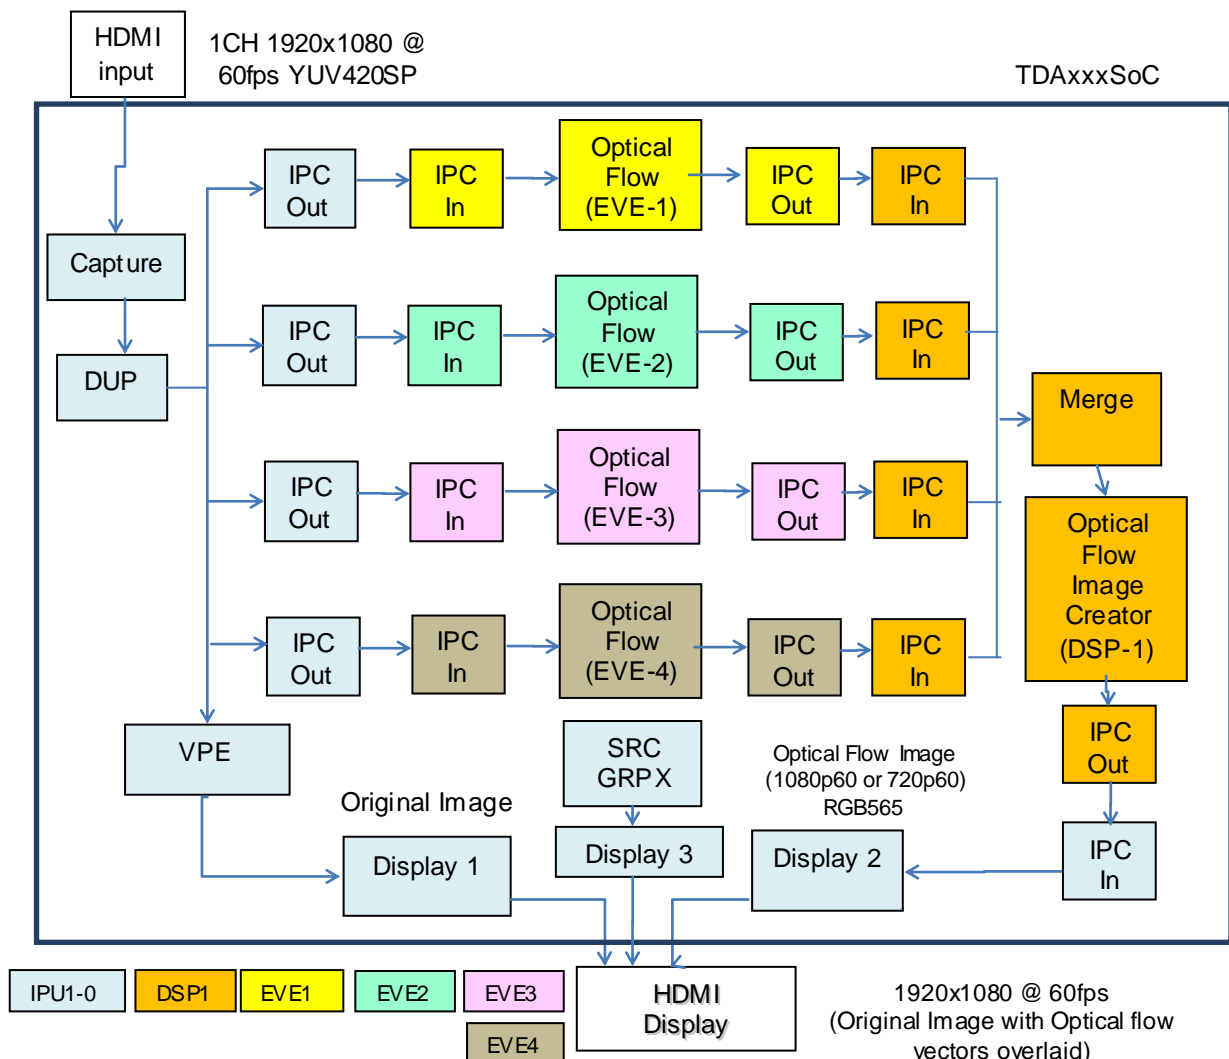 HDMI
input
1CH 1920x1080 @
60fps YUV420SP
TDAxxxSoC
IPC
Out
IPC
In
Optical
Flow
(EVE-1)
IPC
Out
IPC
In
Capture
IPC
Out
IPC
In
Optical
Flow
(EVE-2)
IPC
Out
IPC
In
DUP
Merge
IPC
Out
IPC
In
Optical
Flow
(EVE-3)
IPC
Out
IPC
In
Optical
Flow
Image
Creator
(DSP-1)
IPC
Out
IPC
In
Optical
Flow
(EVE-4)
IPC
Out
IPC
In
VPE
SRC
GRPX
Optical Flow Image
(1080p60 or 720p60)
RGB565
IPC
Out
Original Image
Display 1
Display 3
Display 2
IPC
In
IPU1-0
DSP1
EVE1
EVE2
EVE3
EVE4
HDMI
Display
1920x1080 @ 60fps
(Original Image with Optical flow
vectors overlaid)